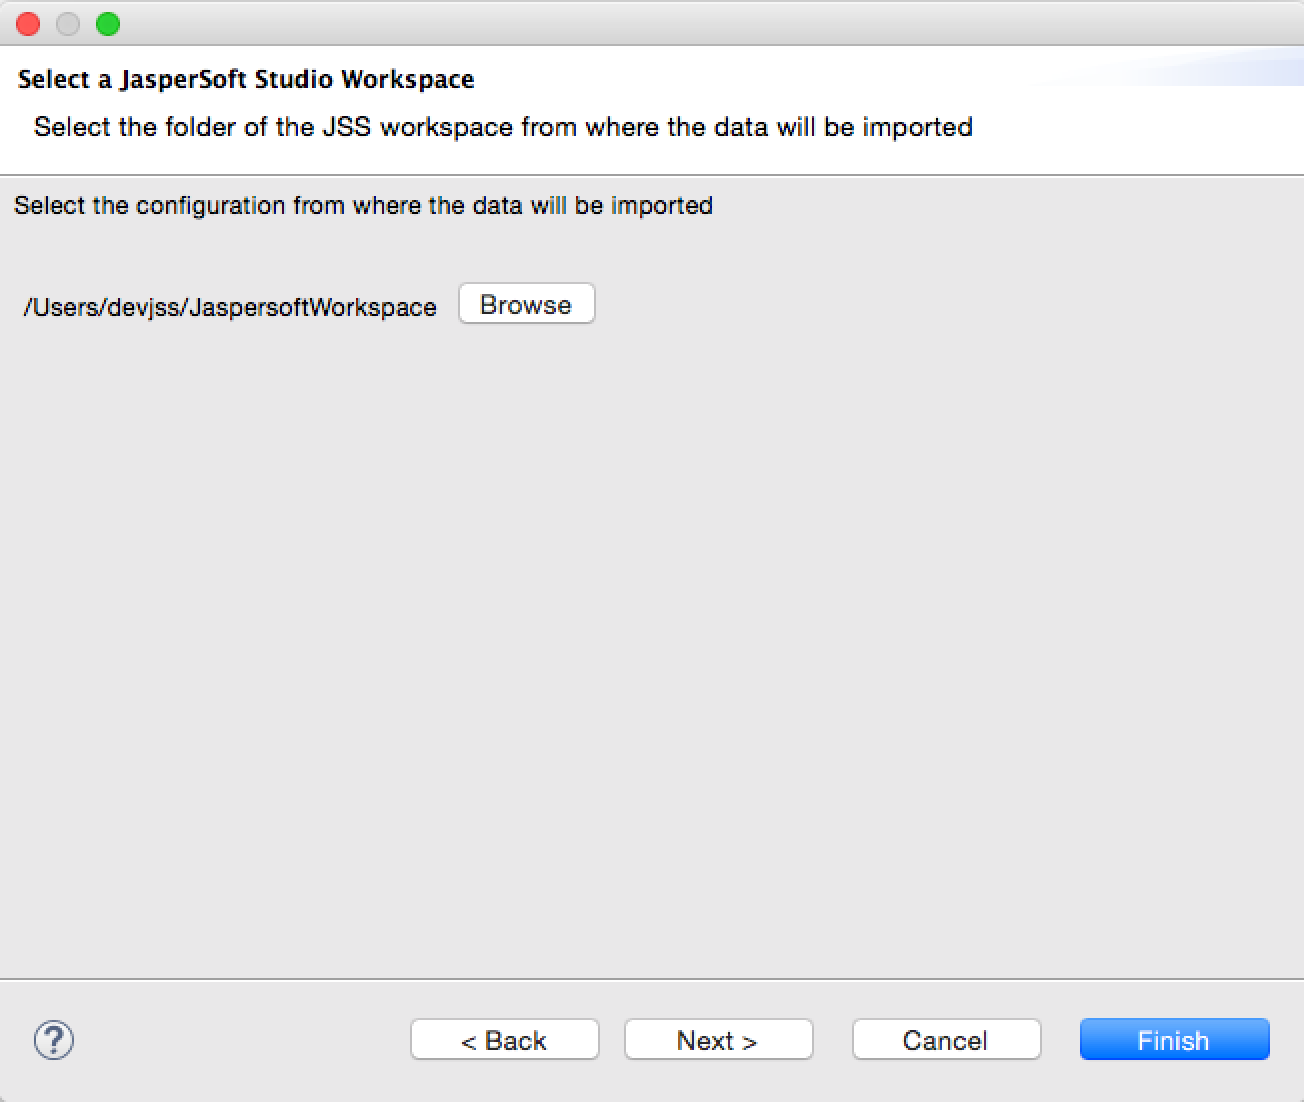 Select a JasperSoft Studio Workspace
Select the folder of the JSS workspace from where the data will be imported
Select the configuration from where the data will be imported
/Users/devjss/JaspersoftWorkspace Browse
? < Back Next > Cancel Finish